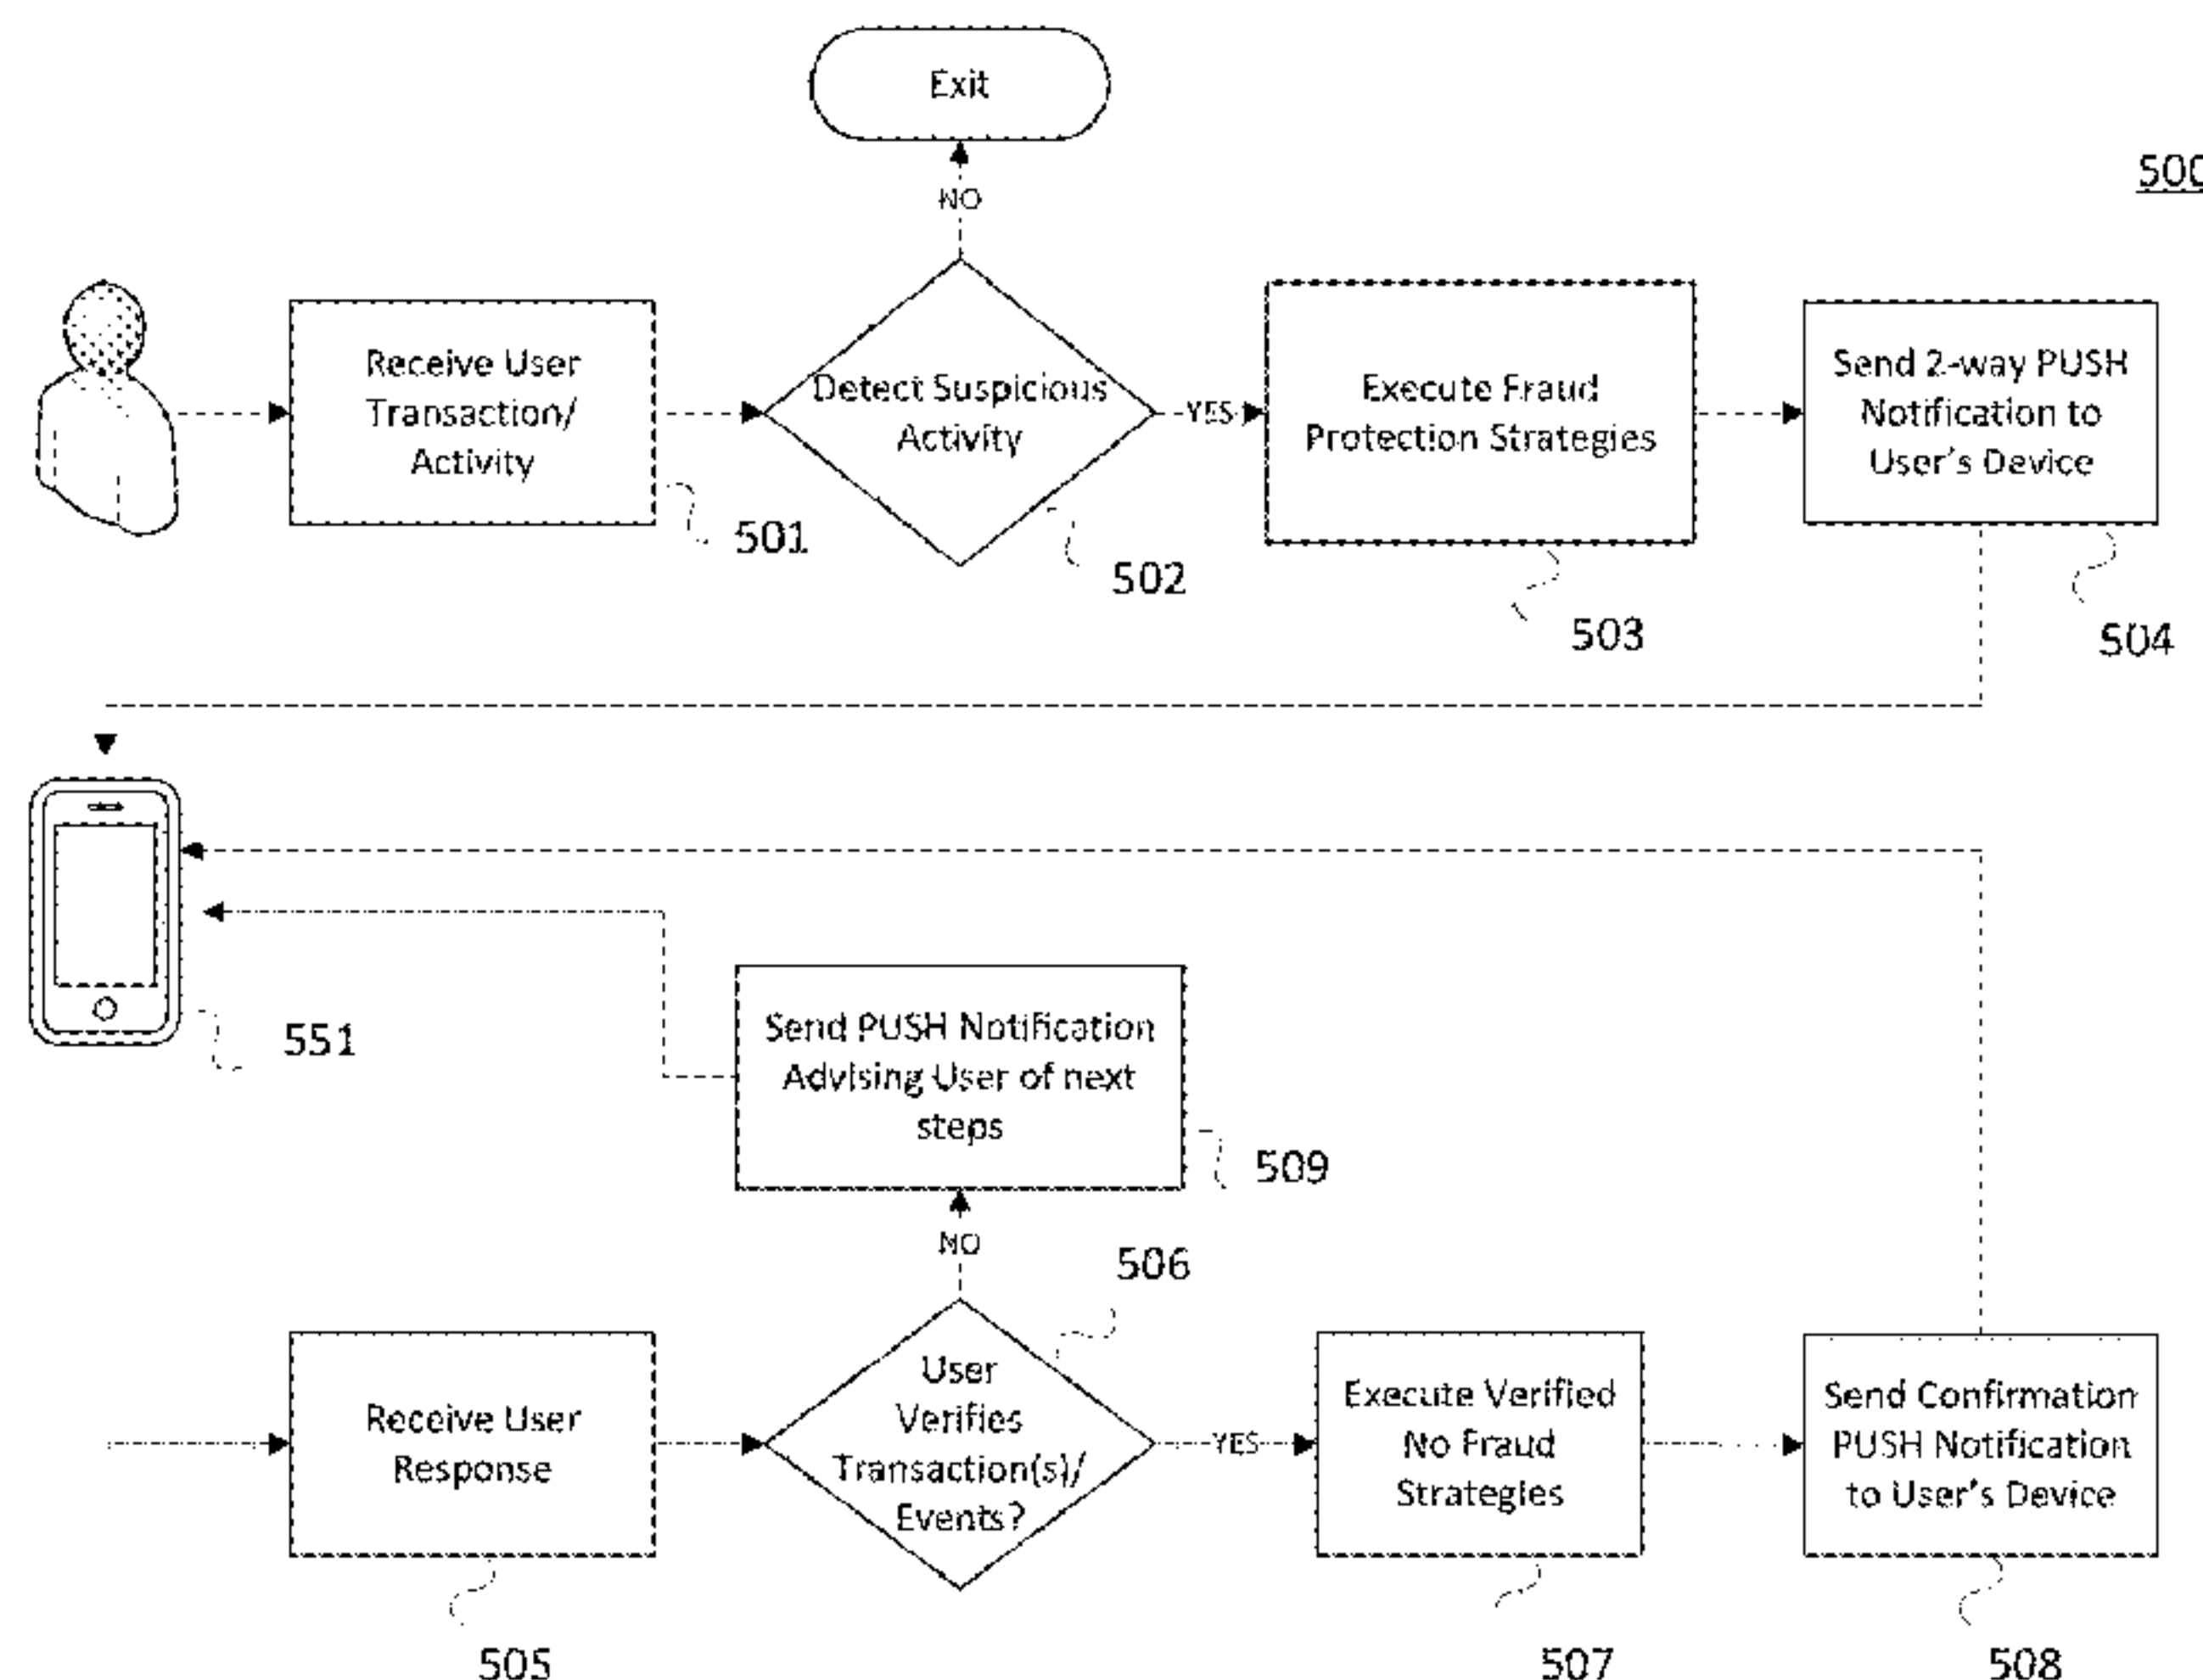 Exit
500
NO
Receive User
Transaction/
Activity
501
Detect Suspicious
Activity
502
YES
Execute Fraud
Protection Strategies
503
Send 2-way PUSH
Notification to
User's Device
504
551
Send PUSH Notification
Advising User of next
steps
509
NO
506
Receive User
Response
505
User
Verifies
Transaction(s)/
Events?
YES
Execute Verified
No Fraud
Strategies
507
Send Confirmation
PUSH Notification
to User's Device
508